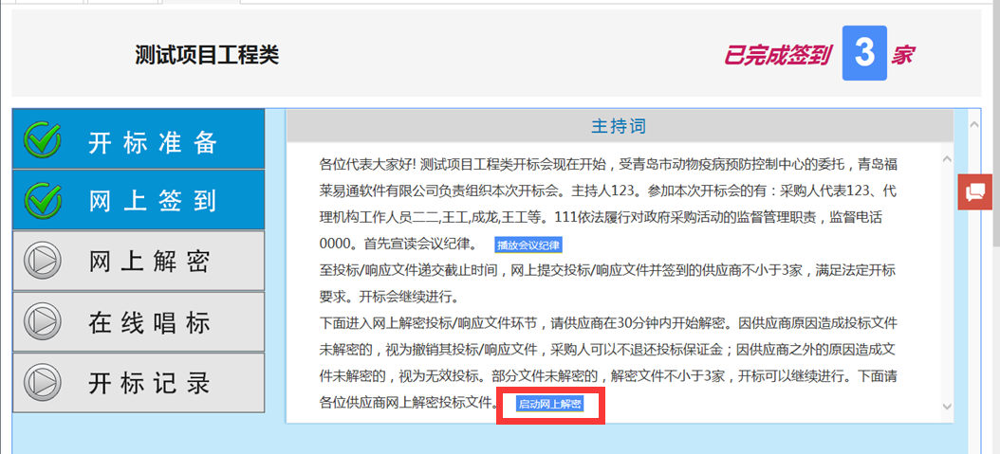 测试项目工程类
已完成签到 3 家
开标准备
网上签到
网上解密
在线唱标
开标记录
主持词
各位代表大家好! 测试项目工程类开标会现在开始，受青岛市动物疫病预防控制中心的委托，青岛福
莱易通软件有限公司负责组织本次开标会。主持人123。参加本次开标会的有：采购人代表123、代
理机构工作人员二二,王工,成龙,王工等。111依法履行对政府采购活动的监督管理职责，监督电话
0000。首先宣读会议纪律。 播放会议纪律
至投标/响应文件递交截止时间，网上提交投标/响应文件并签到的供应商不小于3家，满足法定开标
要求。开标会继续进行。
下面进入网上解密投标/响应文件环节，请供应商在30分钟内开始解密。因供应商原因造成投标文件
未解密的，视为撤销其投标/响应文件，采购人可以不退还投标保证金；因供应商之外的原因造成文
件未解密的，视为无效投标。部分文件未解密的，解密文件不小于3家，开标可以继续进行。下面请
各位供应商网上解密投标文件。 启动网上解密